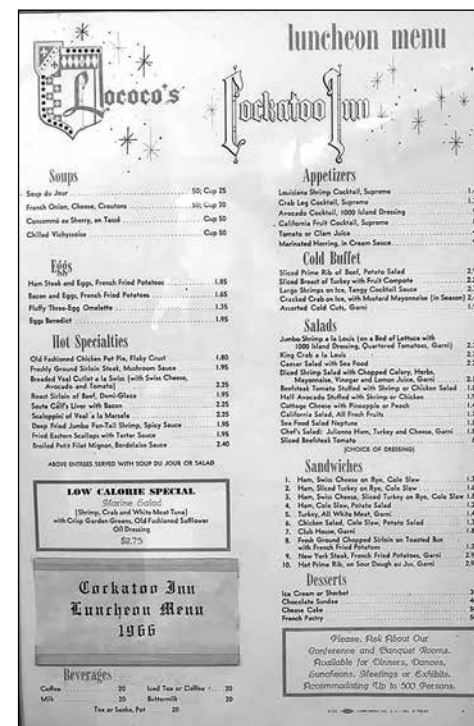 Lococo's
luncheon menu
Cockatoo Inn
Soups
Soup du Jour 50; Cup 25
French Onion, Cheese, Croutons 50; Cup 30
Consommé au Sherry, en Tasse Cup 50
Chilled Vichyssoise Cup 50
Eggs
Ham Steak and Eggs, French Fried Potatoes 1.85
Bacon and Eggs, French Fried Potatoes 1.65
Fluffy Three-Egg Omelette 1.35
Eggs Benedict 1.95
Hot Specialties
Old Fashioned Chicken Pot Pie, Flaky Crust 1.80
Freshly Ground Sirloin Steak, Mushroom Sauce 1.95
Breaded Veal Cutlet a la Swiss (with Swiss Cheese,
Avocado and Tomato) 2.25
Roast Sirloin of Beef, Demi-Glace 1.95
Saute Calf's Liver with Bacon 2.25
Scaloppini of Veal a la Marsala 2.25
Deep Fried Jumbo Fan-Tail Shrimp, Spicy Sauce 1.95
Fried Eastern Scallops with Tarter Sauce 1.95
Broiled Petit Filet Mignon, Bordelaise Sauce 2.40
ABOVE ENTREES SERVED WITH SOUP DU JOUR OR SALAD
LOW CALORIE SPECIAL
Marine Salad
(Shrimp, Crab and White Meat Tuna)
with Crisp Garden Greens, Old Fashioned Safflower
Oil Dressing
$2.75
Cockatoo Inn
Luncheon Menu
1966
Beverages
Coffee 20 Iced Tea or Coffee 20
Milk 20 Buttermilk 20
Tea or Sanka, Pot 20
Appetizers
Louisiana Shrimp Cocktail, Supreme
Crab Leg Cocktail, Supreme
Avocado Cocktail, 1000 Island Dressing
California Fruit Cocktail, Supreme
Tomato or Clam Juice
Marinated Herring, in Cream Sauce
Cold Buffet
Sliced Prime Rib of Beef, Potato Salad
Sliced Breast of Turkey with Fruit Compote
Large Shrimps on Ice, Tangy Cocktail Sauce
Cracked Crab on Ice, with Mustard Mayonnaise (in Season)
Assorted Cold Cuts, Garni
Salads
Jumbo Shrimp a la Louis (on a Bed of Lettuce with
1000 Island Dressing, Quartered Tomatoes, Garni)
King Crab a la Louis
Caesar Salad with Sea Food
Diced Shrimp Salad with Chopped Celery, Herbs,
Mayonnaise, Vinegar and Lemon Juice, Garni
Beefsteak Tomato Stuffed with Shrimp or Chicken Salad
Half Avocado Stuffed with Shrimp or Chicken
Cottage Cheese with Pineapple or Peach
California Salad, All Fresh Fruits
Sea Food Salad Neptune
Chef's Salad: Julienne Ham, Turkey and Cheese, Garni
Sliced Beefsteak Tomato
(CHOICE OF DRESSING)
Sandwiches
1. Ham, Swiss Cheese on Rye, Cole Slaw
2. Ham, Sliced Turkey on Rye, Cole Slaw
3. Ham, Swiss Cheese, Sliced Turkey on Rye, Cole Slaw
4. Ham, Cole Slaw, Potato Salad
5. Turkey, All White Meat, Garni
6. Chicken Salad, Cole Slaw, Potato Salad
7. Club House, Garni
8. Fresh Ground Chopped Sirloin on Toasted Bun
with French Fried Potatoes
9. New York Steak, French Fried Potatoes, Garni
10. Hot Prime Rib, on Sour Dough au Jus, Garni
Desserts
Ice Cream or Sherbet
Chocolate Sundae
Cheese Cake
French Pastry
Please, Ask About Our
Conference and Banquet Rooms.
Available for Dinners, Dances,
Luncheons, Meetings or Exhibits.
Accommodating Up to 500 Persons.